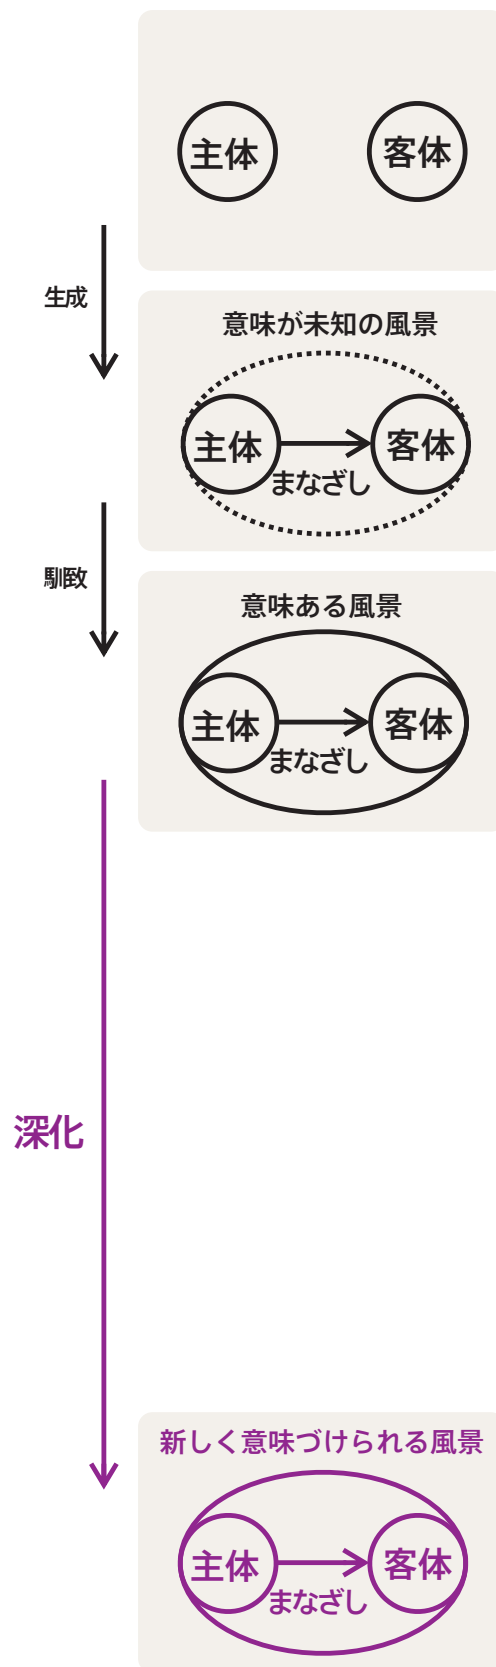 主体
客体
生成
意味が未知の風景
主体
客体
まなざし
馴致
意味ある風景
主体
客体
まなざし
深化
新しく意味づけられる風景
主体
客体
まなざし